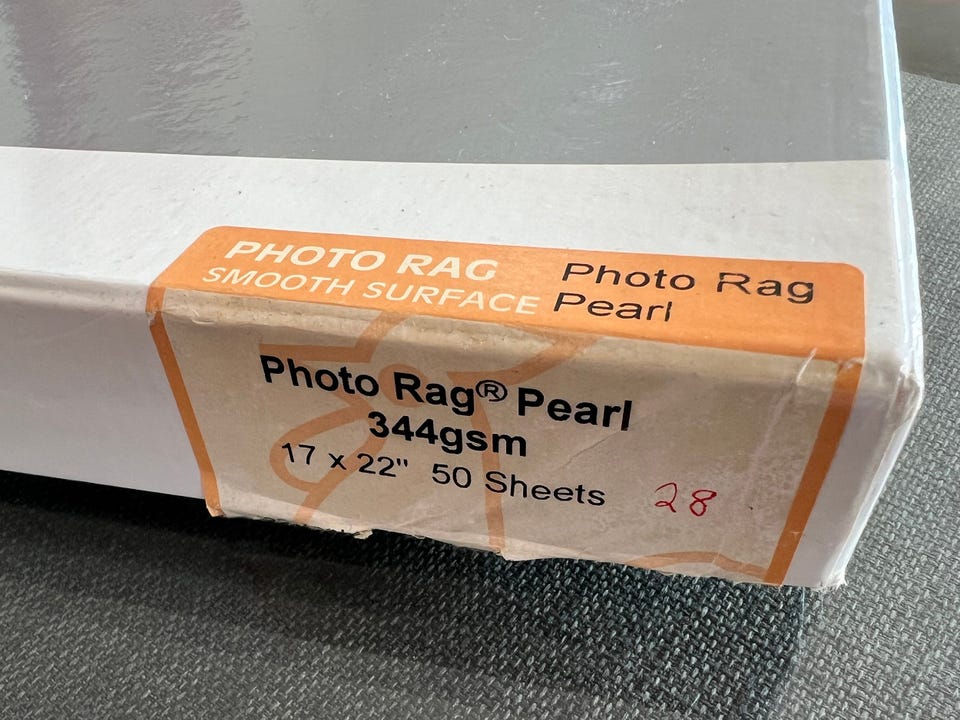 PHOTO RAG
SMOOTH SURFACE
Photo Rag
Pearl
Photo Rag® Pearl
344gsm
17 x 22" 50 Sheets
28